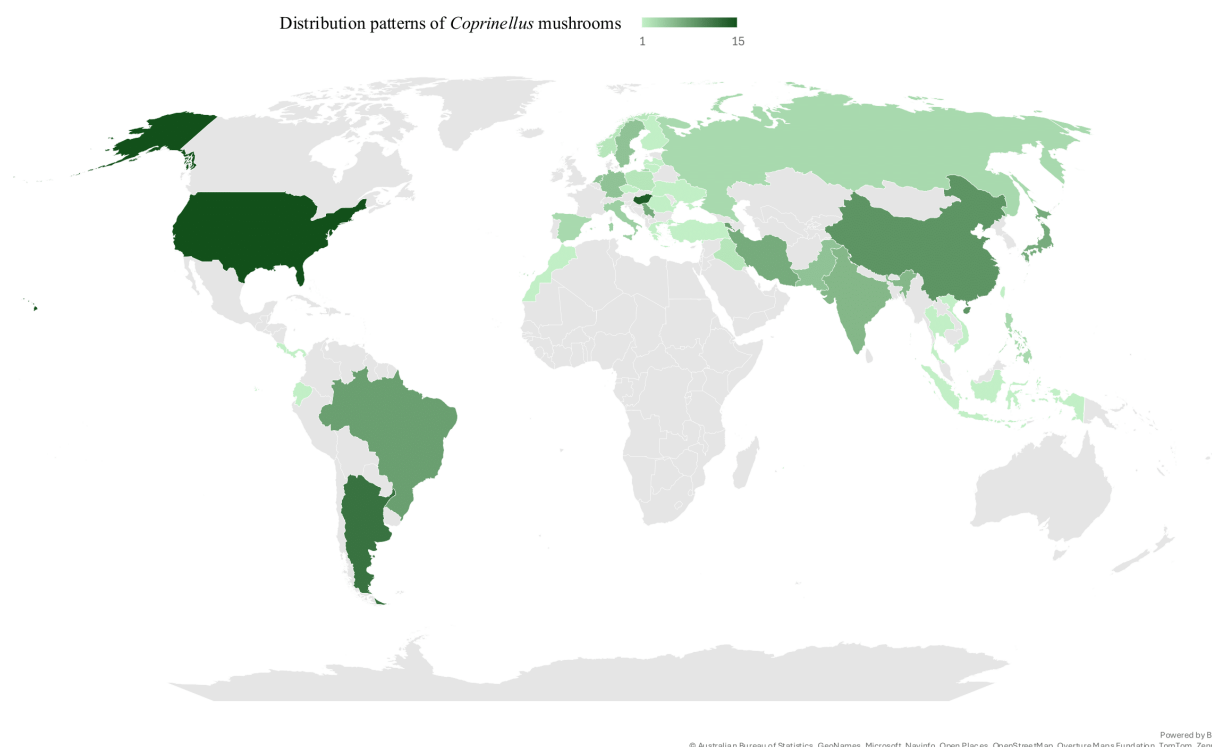 Distribution patterns of Coprinellus mushrooms
1 15
Powered by B
© Australian Bureau of Statistics, GeoNames, Microsoft, Navinfo, Open Places, OpenStreetMap, Overture Maps Fundation, TomTom, Zen